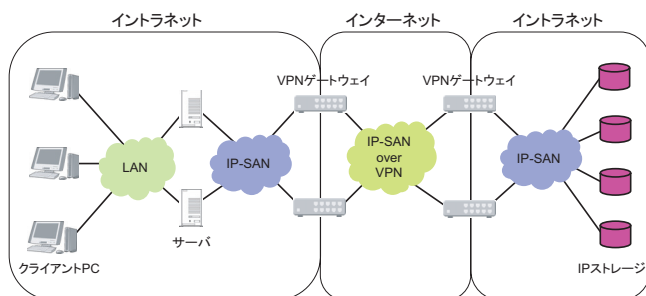 イントラネット
インターネット
イントラネット
VPNゲートウェイ
VPNゲートウェイ
LAN
IP-SAN
IP-SAN
over
VPN
IP-SAN
クライアントPC
サーバ
IPストレージ